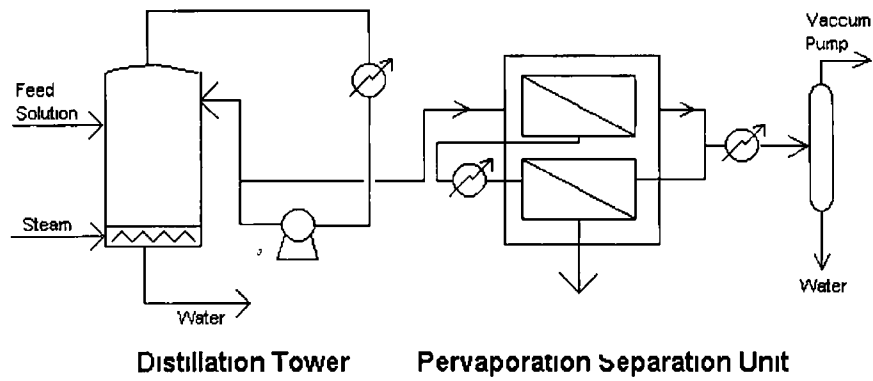 Vaccum
Pump
Feed
Solution
Steam
Water
Water
Distillation Tower
Pervaporation Separation Unit